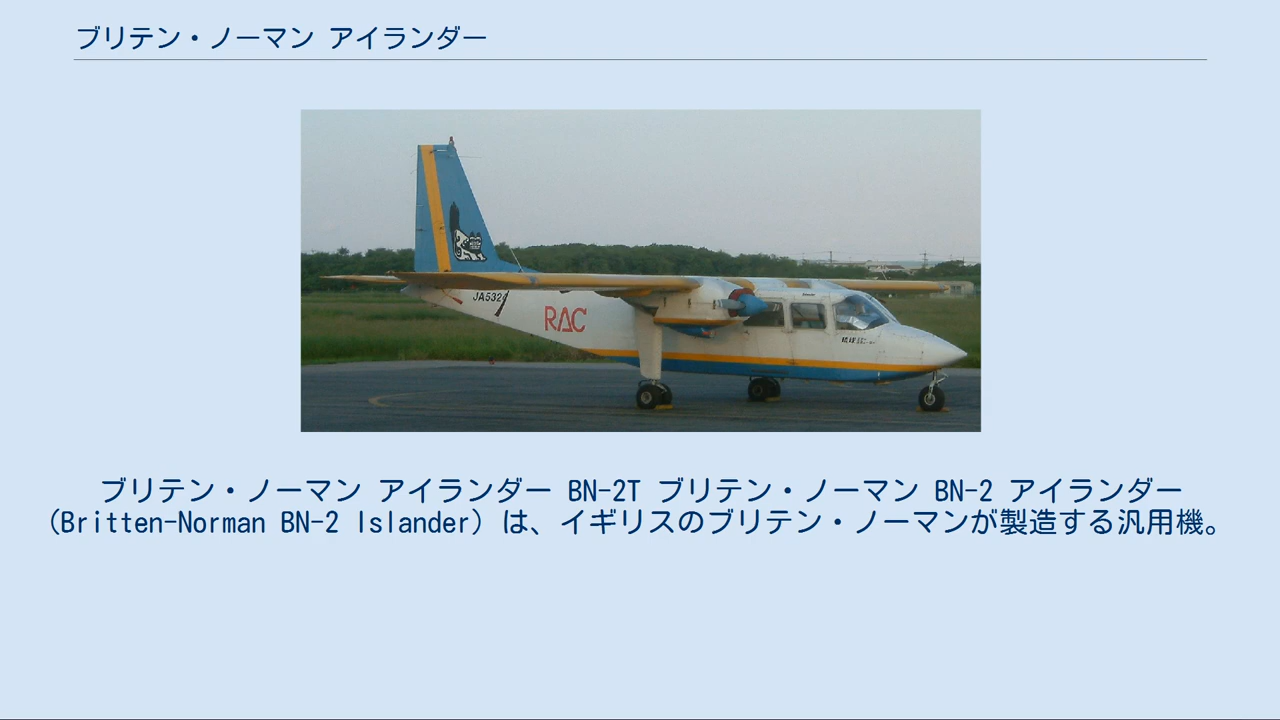 ブリテン・ノーマン アイランダー
RAC
ブリテン・ノーマン アイランダー BN-2T ブリテン・ノーマン BN-2 アイランダー
(Britten-Norman BN-2 Islander) は、イギリスのブリテン・ノーマンが製造する汎用機。